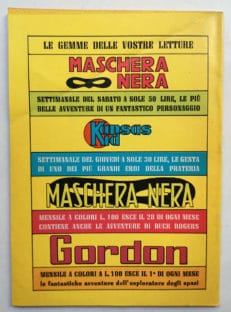 LE GEMME DELLE VOSTRE LETTURE
MASCHERA
NERA
SETTIMANALE DEL SABATO A SOLE 50 LIRE, LE PIÙ
BELLE AVVENTURE DI UN FANTASTICO PERSONAGGIO
Kansas
Kid
SETTIMANALE DEL GIOVEDÌ A SOLE 30 LIRE, LE GESTA
DI UNO DEI PIÙ GRANDI EROI DELLA PRATERIA
MASCHERA NERA
MENSILE A COLORI L. 100 ESCE IL 20 DI OGNI MESE
CONTIENE ANCHE LE AVVENTURE DI BUCK ROGERS
Gordon
MENSILE A COLORI A L. 100 ESCE IL 1° DI OGNI MESE
le fantastiche avventure dell'esploratore degli spazi